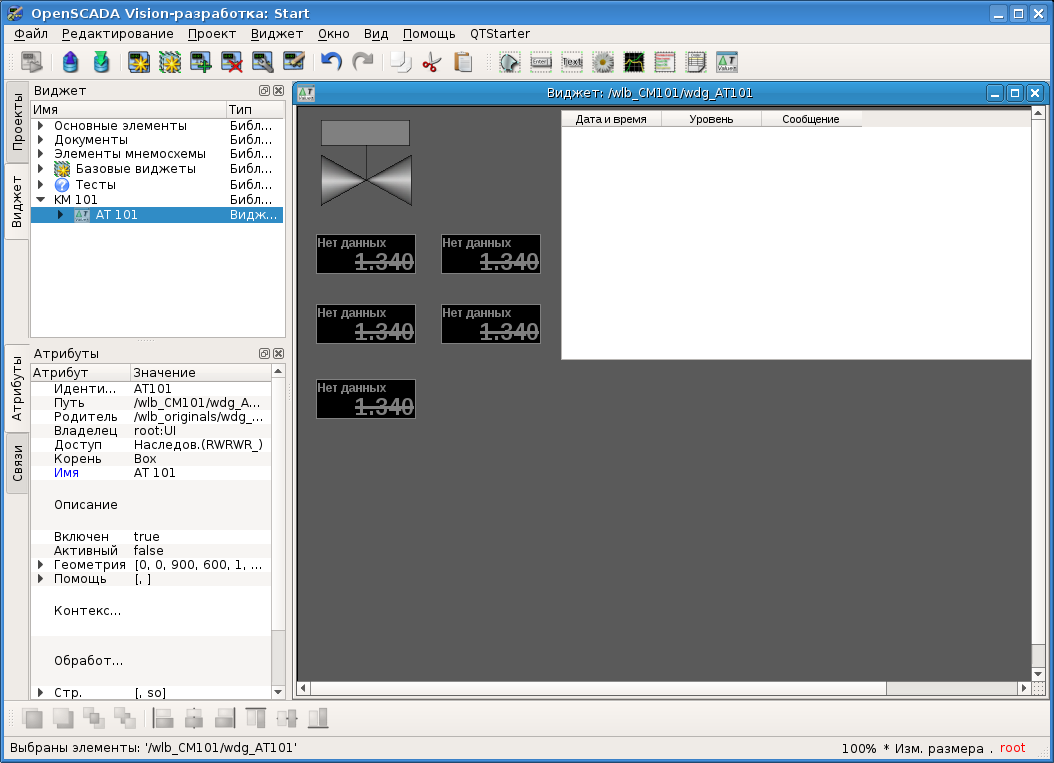 OpenSCADA Vision-разработка: Start
Файл Редактирование Проект Виджет Окно Вид Помощь QTStarter
Text
Проекты
Виджет
Атрибуты
Связи
Виджет
Имя Тип
Основные элементы Библ...
Документы Библ...
Элементы мнемосхемы Библ...
Базовые виджеты Библ...
Тесты Библ...
КМ 101 Библ...
AT 101 Видж...
Атрибуты
Атрибут Значение
Иденти... AT101
Путь /wlb_CM101/wdg_A...
Родитель /wlb_originals/wdg_...
Владелец root:UI
Доступ Наследов.(RWRWR_)
Корень Box
Имя AT 101
Описание
Включен true
Активный false
Геометрия [0, 0, 900, 600, 1, ...
Помощь [, ]
Контекс...
Обработ...
Стр. [, so]
Виджет: /wlb_CM101/wdg_AT101
Дата и время Уровень Сообщение
Нет данных
1.340
Нет данных
1.340
Нет данных
1.340
Нет данных
1.340
Нет данных
1.340
Выбраны элементы: '/wlb_CM101/wdg_AT101'
100% * Изм. размера . root